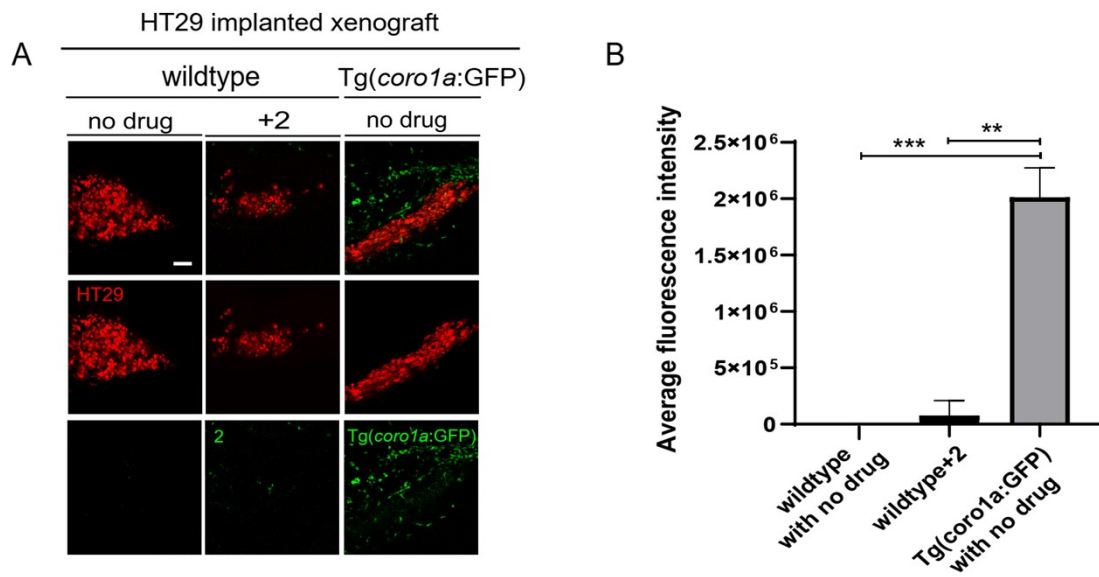 HT29 implanted xenograft
A
wildtype
Tg(coro1a:GFP)
no drug
+2
no drug
HT29
2
Tg(coro1a:GFP)
B
Average fluorescence intensity
2.5×10⁶
2×10⁶
1.5×10⁶
1×10⁶
5×10⁵
0
***
**
wildtype
with no drug
wildtype+2
Tg(coro1a:GFP)
with no drug